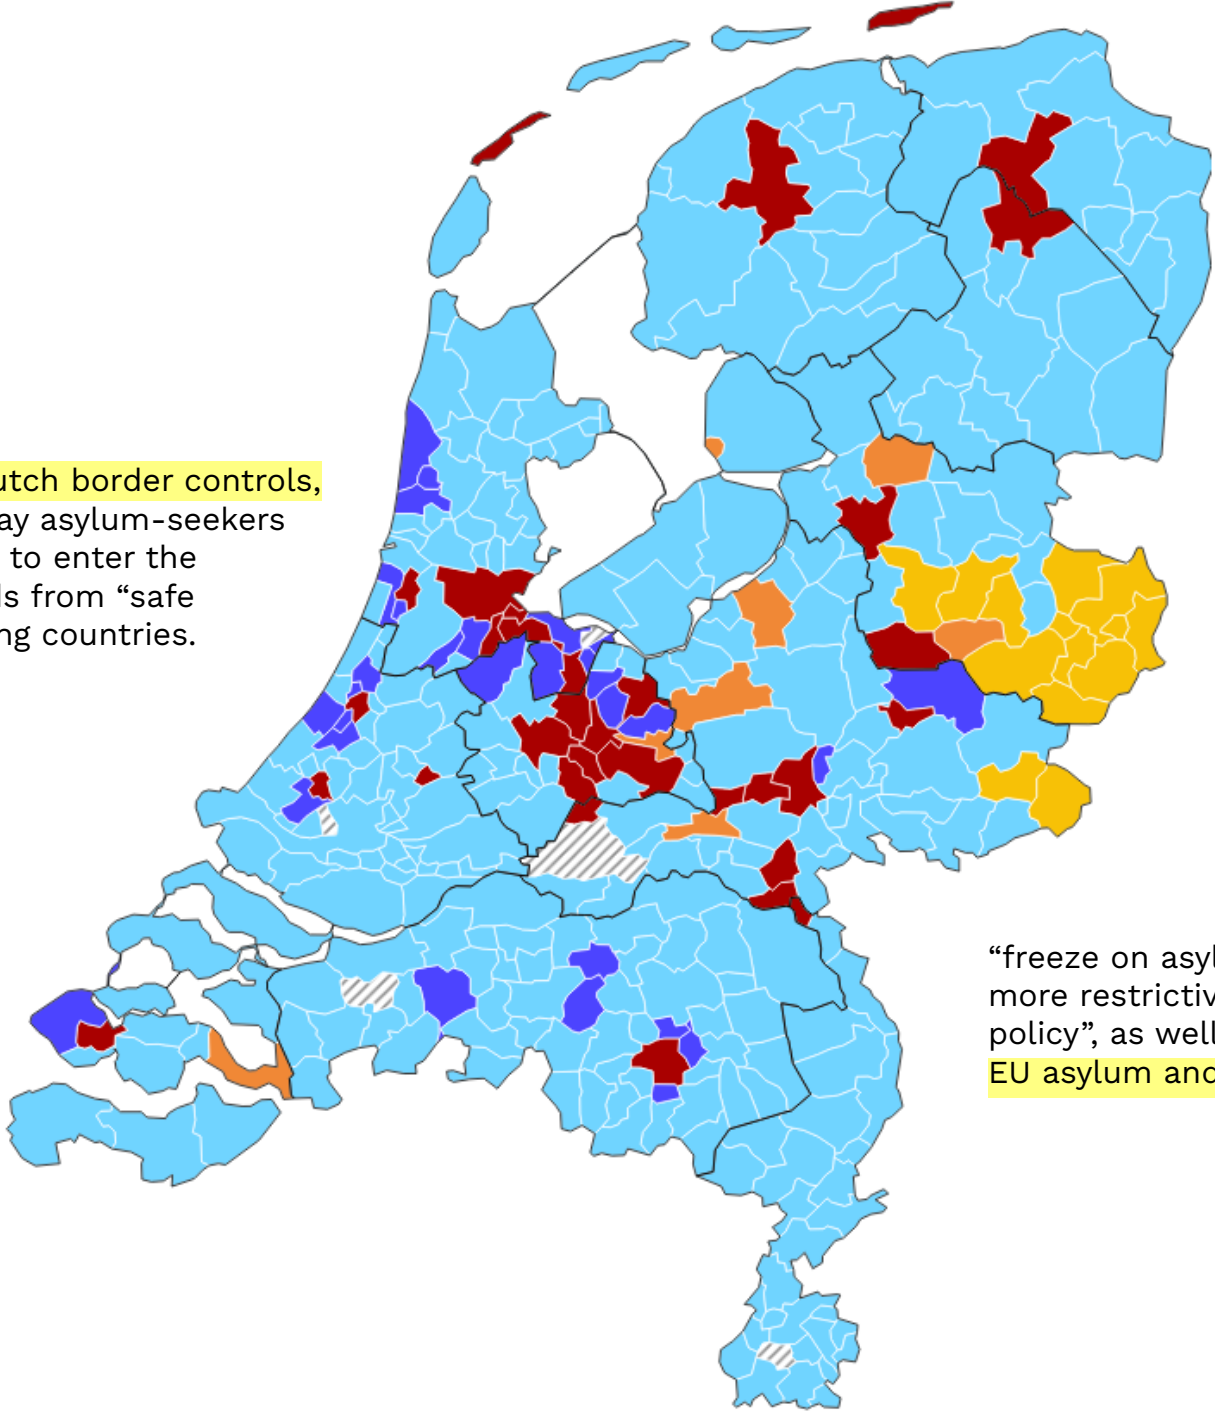 utch border controls,
ay asylum-seekers
to enter the
s from “safe
ng countries.
“freeze on asyl
more restrictiv
policy”, as well
EU asylum and